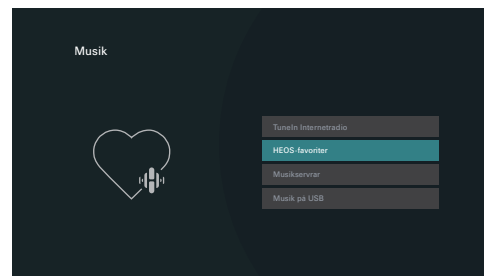 Musik
TuneIn Internetradio
HEOS-favoriter
Musikservrar
Musik på USB